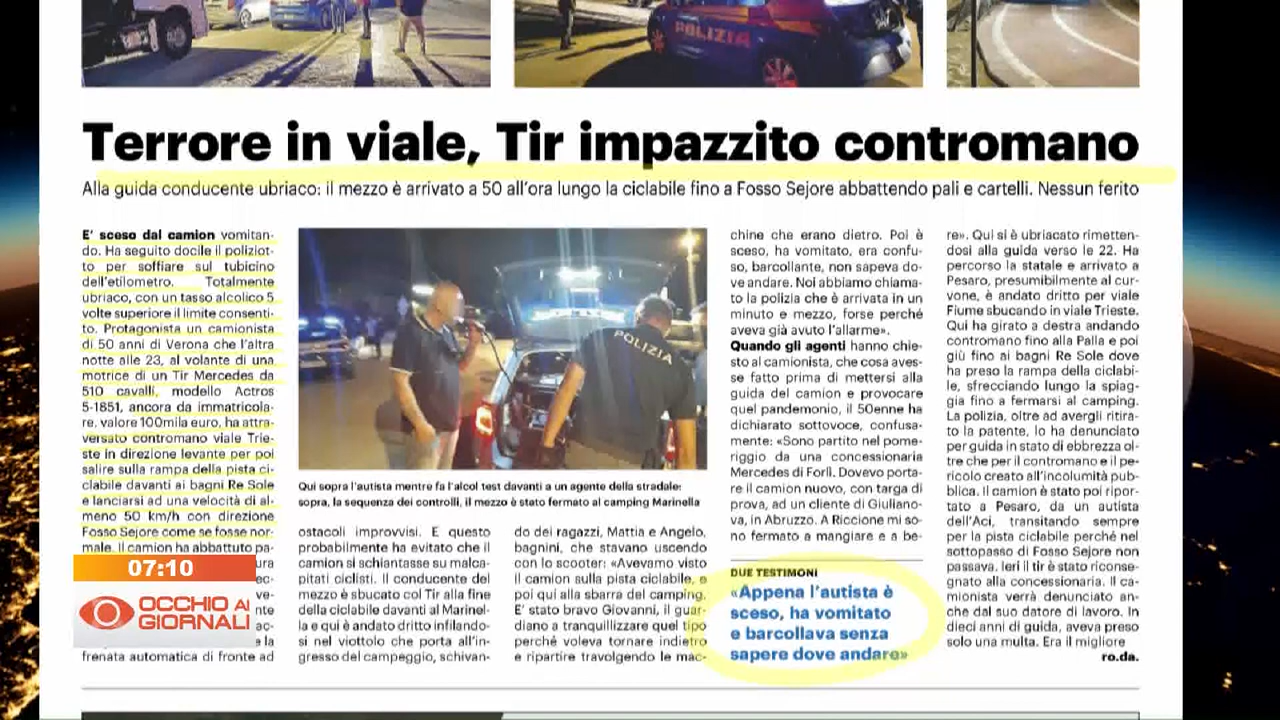 POLIZIA
Terrore in viale, Tir impazzito contromano
Alla guida conducente ubriaco: il mezzo è arrivato a 50 all'ora lungo la ciclabile fino a Fosso Sejore abbattendo pali e cartelli. Nessun ferito
E' sceso dal camion vomitan-
do. Ha seguito docile il poliziot-
to per soffiare sul tubicino
dell'etilometro. Totalmente
ubriaco, con un tasso alcolico 5
volte superiore il limite consenti-
to. Protagonista un camionista
di 50 anni di Verona che l'altra
notte alle 23, al volante di una
motrice di un Tir Mercedes da
510 cavalli, modello Actros
5-1851, ancora da immatricola-
re, valore 100mila euro, ha attra-
versato contromano viale Trie-
ste in direzione levante per poi
salire sulla rampa della pista ci-
clabile davanti ai bagni Re Sole
e lanciarsi ad una velocità di al-
meno 50 km/h con direzione
Fosso Sejore come se fosse nor-
male. Il camion ha abbattuto pa-
ura
ec-
ve-
nte
ac-
e la
frenata automatica di fronte ad
07:10
OCCHIO AI
GIORNALI
POLIZIA
Qui sopra l'autista mentre fa l'alcol test davanti a un agente della stradale:
sopra, la sequenza dei controlli, il mezzo è stato fermato al camping Marinella
ostacoli improvvisi. E questo
probabilmente ha evitato che il
camion si schiantasse su malca-
pitati ciclisti. Il conducente del
mezzo è sbucato col Tir alla fine
della ciclabile davanti al Marinel-
la e qui è andato dritto infilando-
si nel viottolo che porta all'in-
gresso del campeggio, schivan-
do dei ragazzi, Mattia e Angelo,
bagnini, che stavano uscendo
con lo scooter: «Avevamo visto
il camion sulla pista ciclabile, e
poi qui alla sbarra del camping.
E' stato bravo Giovanni, il guar-
diano a tranquillizzare quel tipo
perché voleva tornare indietro
e ripartire travolgendo le mac-
chine che erano dietro. Poi è
sceso, ha vomitato, era confu-
so, barcollante, non sapeva do-
ve andare. Noi abbiamo chiama-
to la polizia che è arrivata in un
minuto e mezzo, forse perché
aveva già avuto l'allarme».
Quando gli agenti hanno chie-
sto al camionista, che cosa aves-
se fatto prima di mettersi alla
guida del camion e provocare
quel pandemonio, il 50enne ha
dichiarato sottovoce, confusa-
mente: «Sono partito nel pome-
riggio da una concessionaria
Mercedes di Forlì. Dovevo porta-
re il camion nuovo, con targa di
prova, ad un cliente di Giuliano-
va, in Abruzzo. A Riccione mi so-
no fermato a mangiare e a be-
DUE TESTIMONI
«Appena l'autista è
sceso, ha vomitato
e barcollava senza
sapere dove andare»
re». Qui si è ubriacato rimetten-
dosi alla guida verso le 22. Ha
percorso la statale e arrivato a
Pesaro, presumibilmente al cur-
vone, è andato dritto per viale
Fiume sbucando in viale Trieste.
Qui ha girato a destra andando
contromano fino alla Palla e poi
giù fino ai bagni Re Sole dove
ha preso la rampa della ciclabi-
le, sfrecciando lungo la spiag-
gia fino a fermarsi al camping.
La polizia, oltre ad avergli ritira-
to la patente, lo ha denunciato
per guida in stato di ebbrezza ol-
tre che per il contromano e il pe-
ricolo creato all'incolumità pub-
blica. Il camion è stato poi ripor-
tato a Pesaro, da un autista
dell'Aci, transitando sempre
per la pista ciclabile perché nel
sottopasso di Fosso Sejore non
passava. Ieri il tir è stato riconse-
gnato alla concessionaria. Il ca-
mionista verrà denunciato an-
che dal suo datore di lavoro. In
dieci anni di guida, aveva preso
solo una multa. Era il migliore
ro.da.